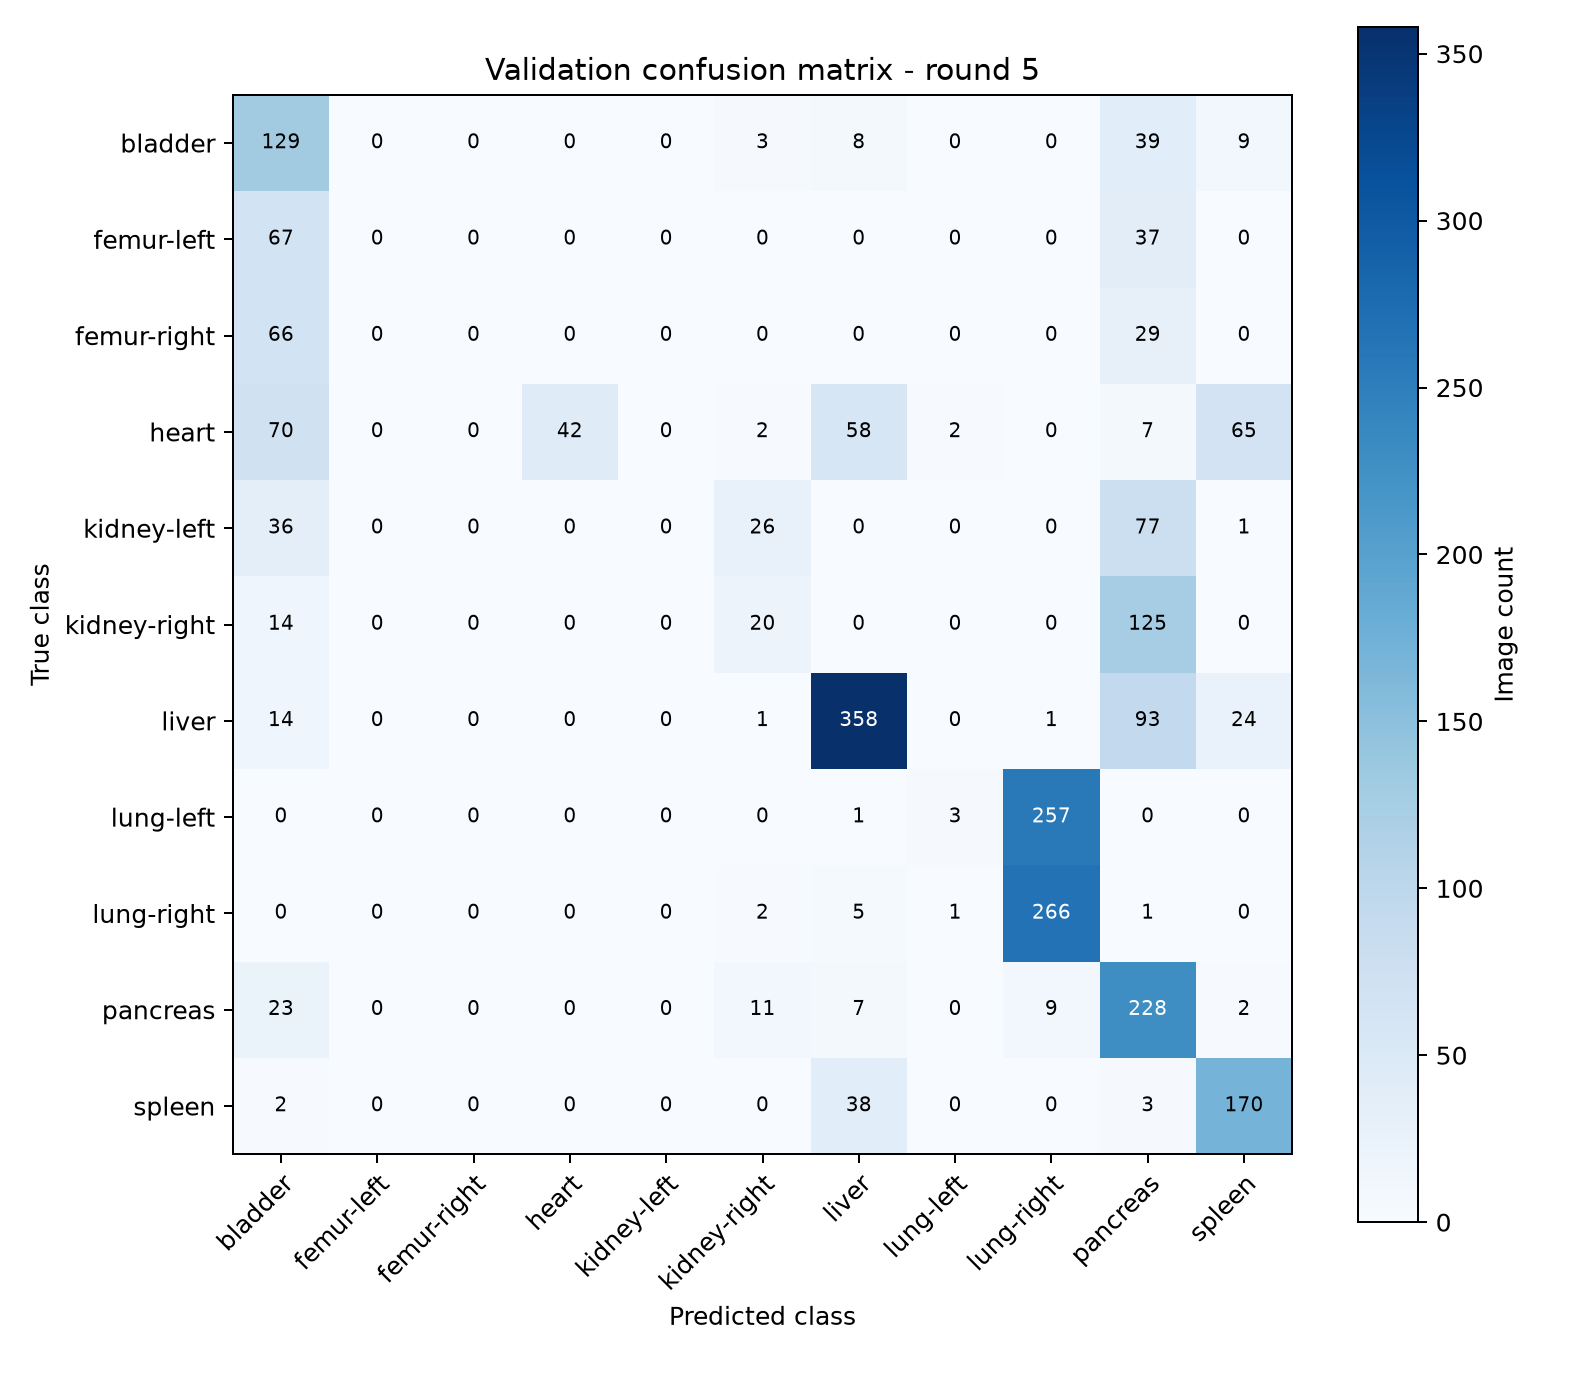 Validation confusion matrix - round 5
True class
bladder 129 0 0 0 0 3 8 0 0 39 9
femur-left 67 0 0 0 0 0 0 0 0 37 0
femur-right 66 0 0 0 0 0 0 0 0 29 0
heart 70 0 0 42 0 2 58 2 0 7 65
kidney-left 36 0 0 0 0 26 0 0 0 77 1
kidney-right 14 0 0 0 0 20 0 0 0 125 0
liver 14 0 0 0 0 1 358 0 1 93 24
lung-left 0 0 0 0 0 0 1 3 257 0 0
lung-right 0 0 0 0 0 2 5 1 266 1 0
pancreas 23 0 0 0 0 11 7 0 9 228 2
spleen 2 0 0 0 0 0 38 0 0 3 170
bladder femur-left femur-right heart kidney-left kidney-right liver lung-left lung-right pancreas spleen
Predicted class
350
300
250
200
150
100
50
0
Image count